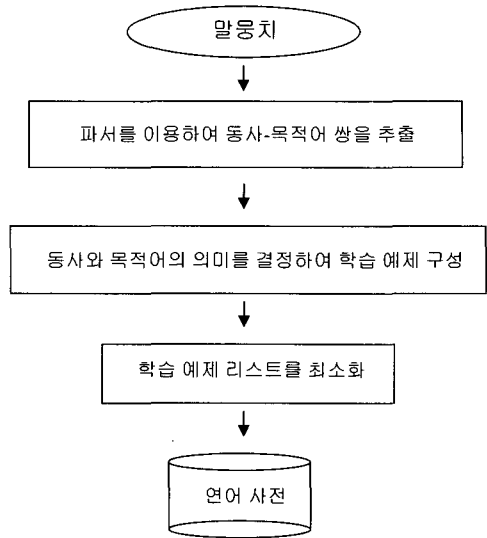 말뭉치
파서를 이용하여 동사-목적어 쌍을 추출
동사와 목적어의 의미를 결정하여 학습 예제 구성
학습 예제 리스트를 최소화
연어 사전